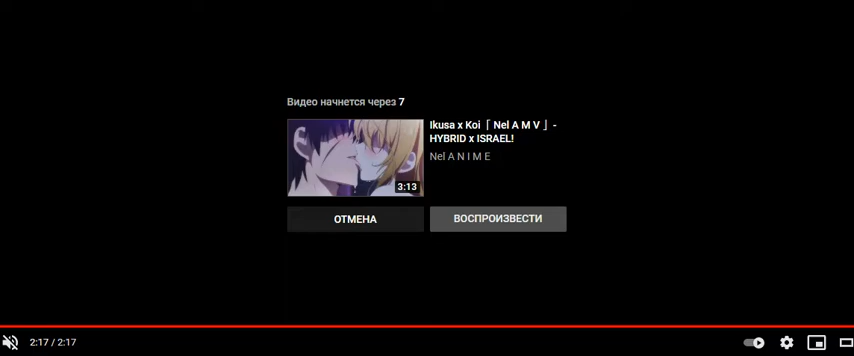 Видео начнется через 7
Ikusa x Koi「 Nel A M V 」-
HYBRID x ISRAEL!
Nel A N I M E
3:13
ОТМЕНА
ВОСПРОИЗВЕСТИ
2:17 / 2:17